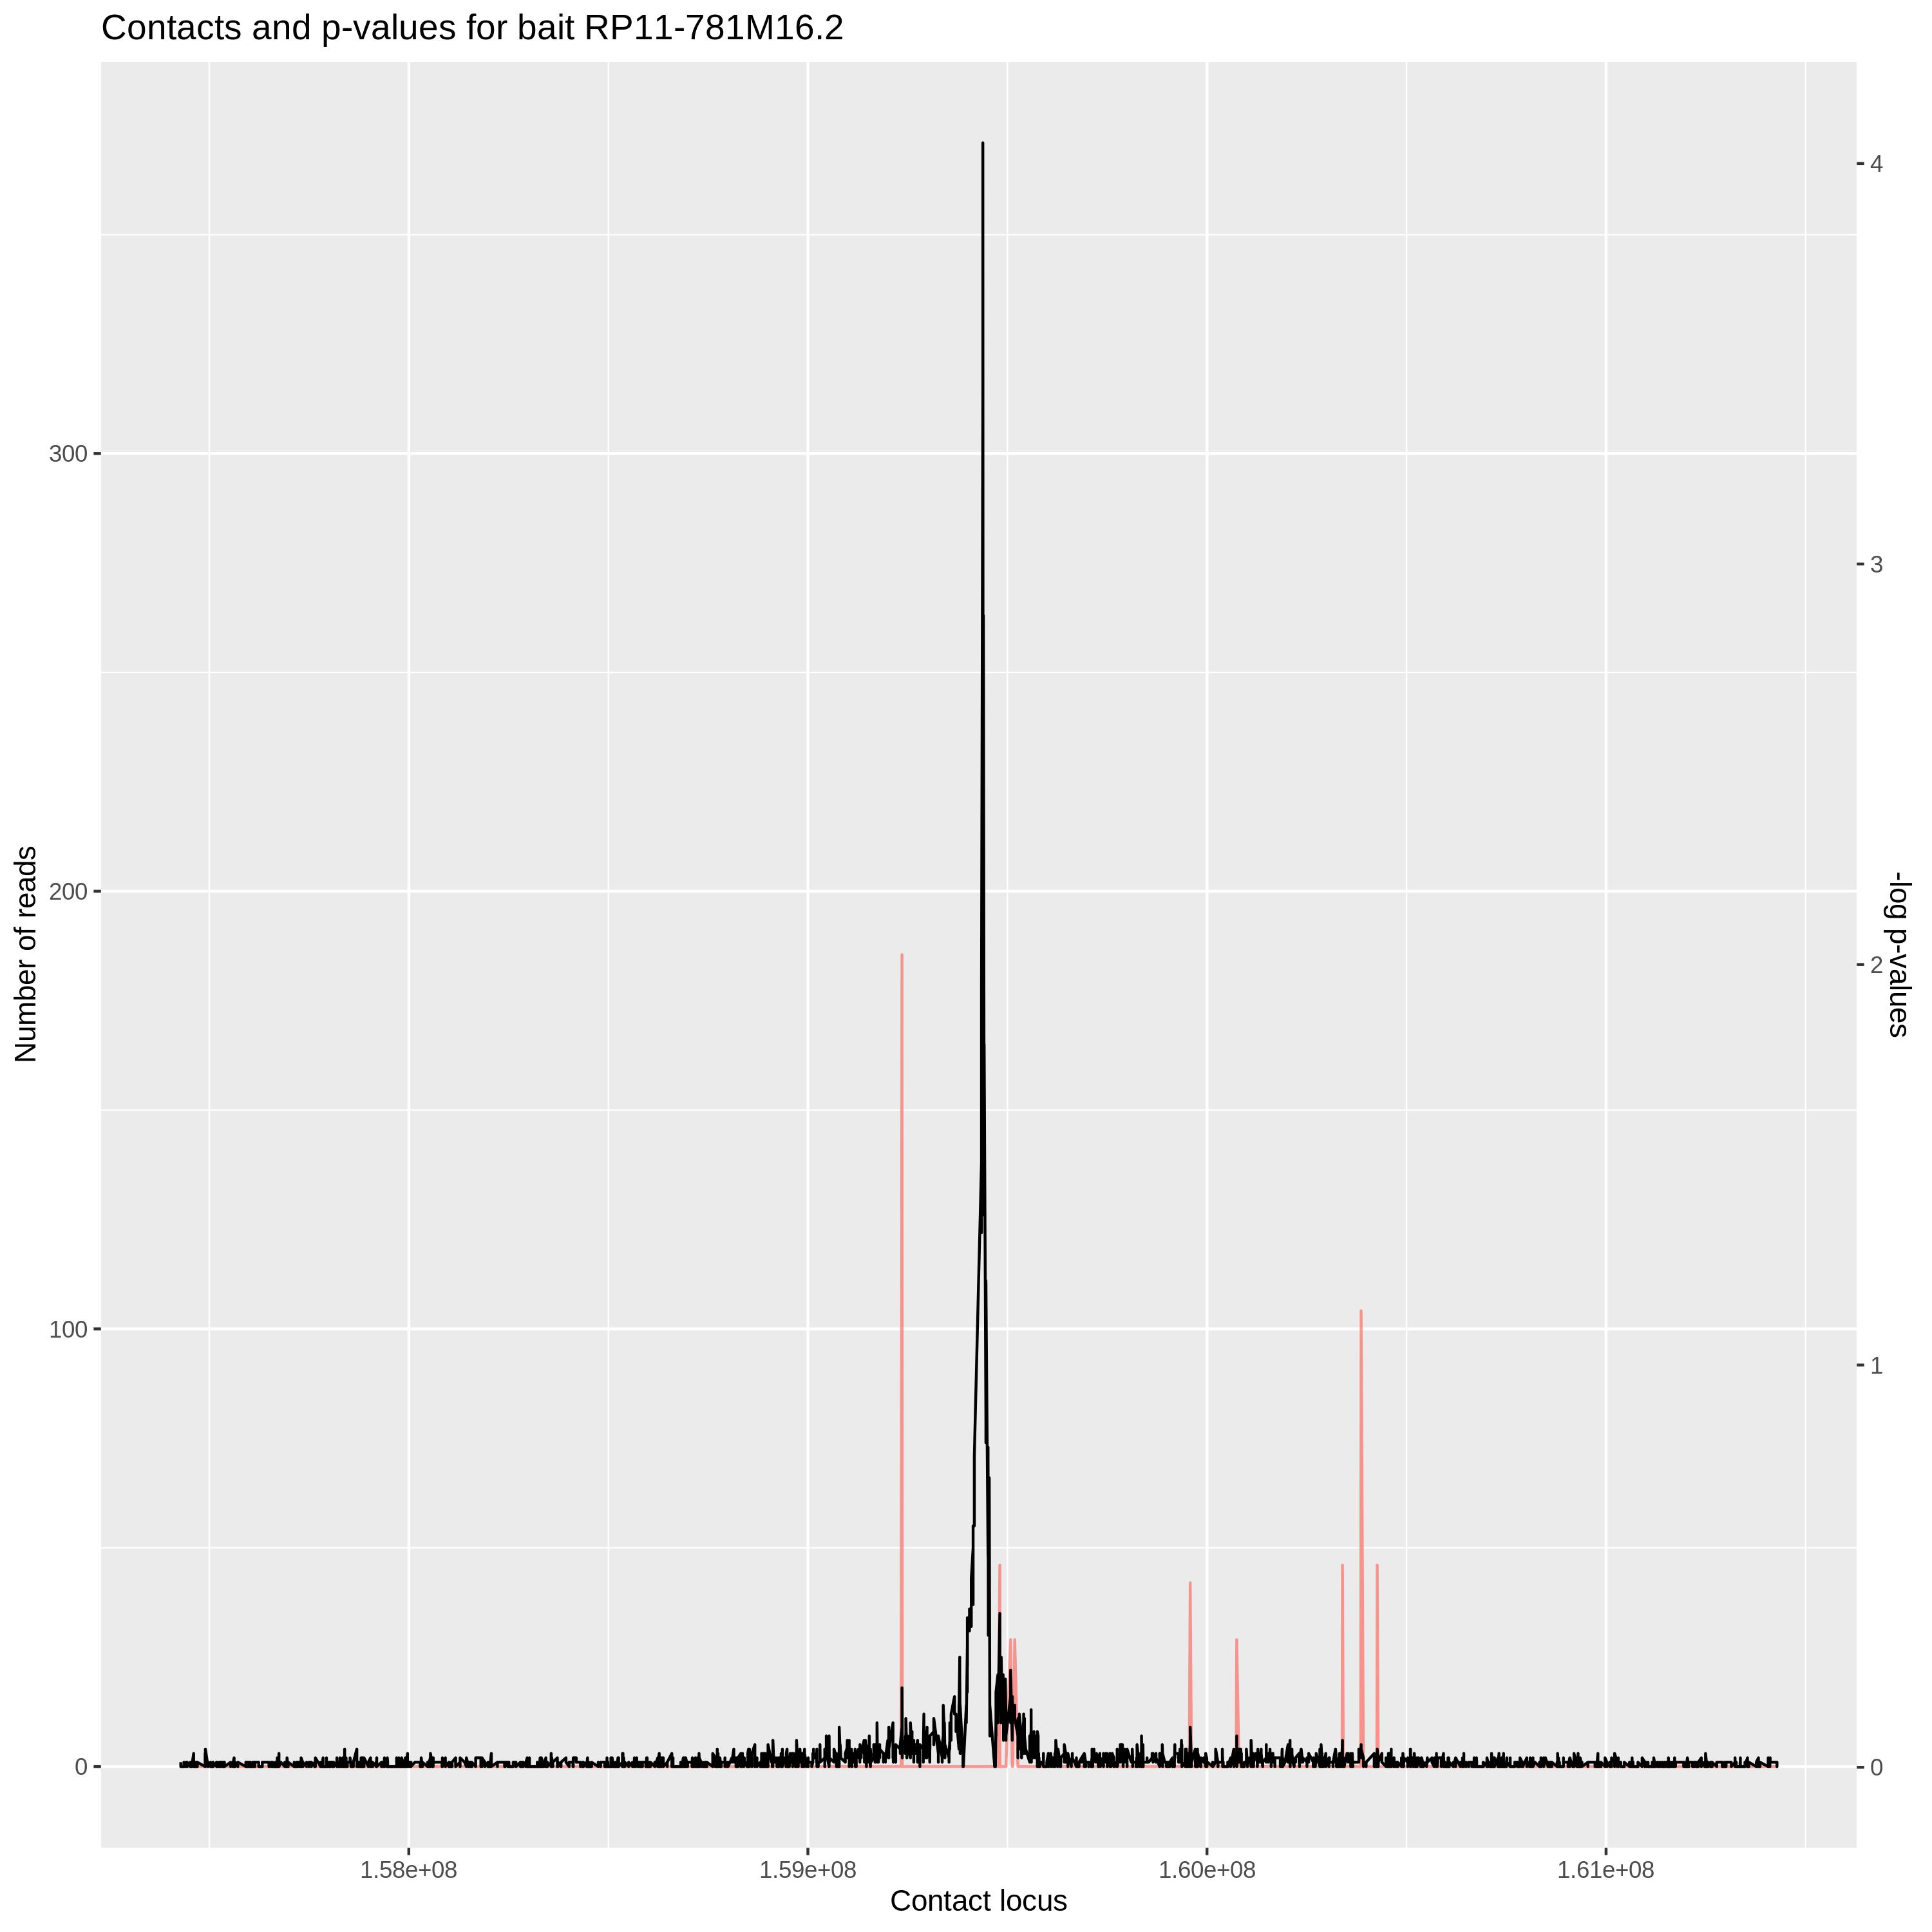 Contacts and p-values for bait RP11-781M16.2
Number of reads
300
200
100
0
4
3
2
1
0
-log p-values
1.58e+08
1.59e+08
1.60e+08
1.61e+08
Contact locus